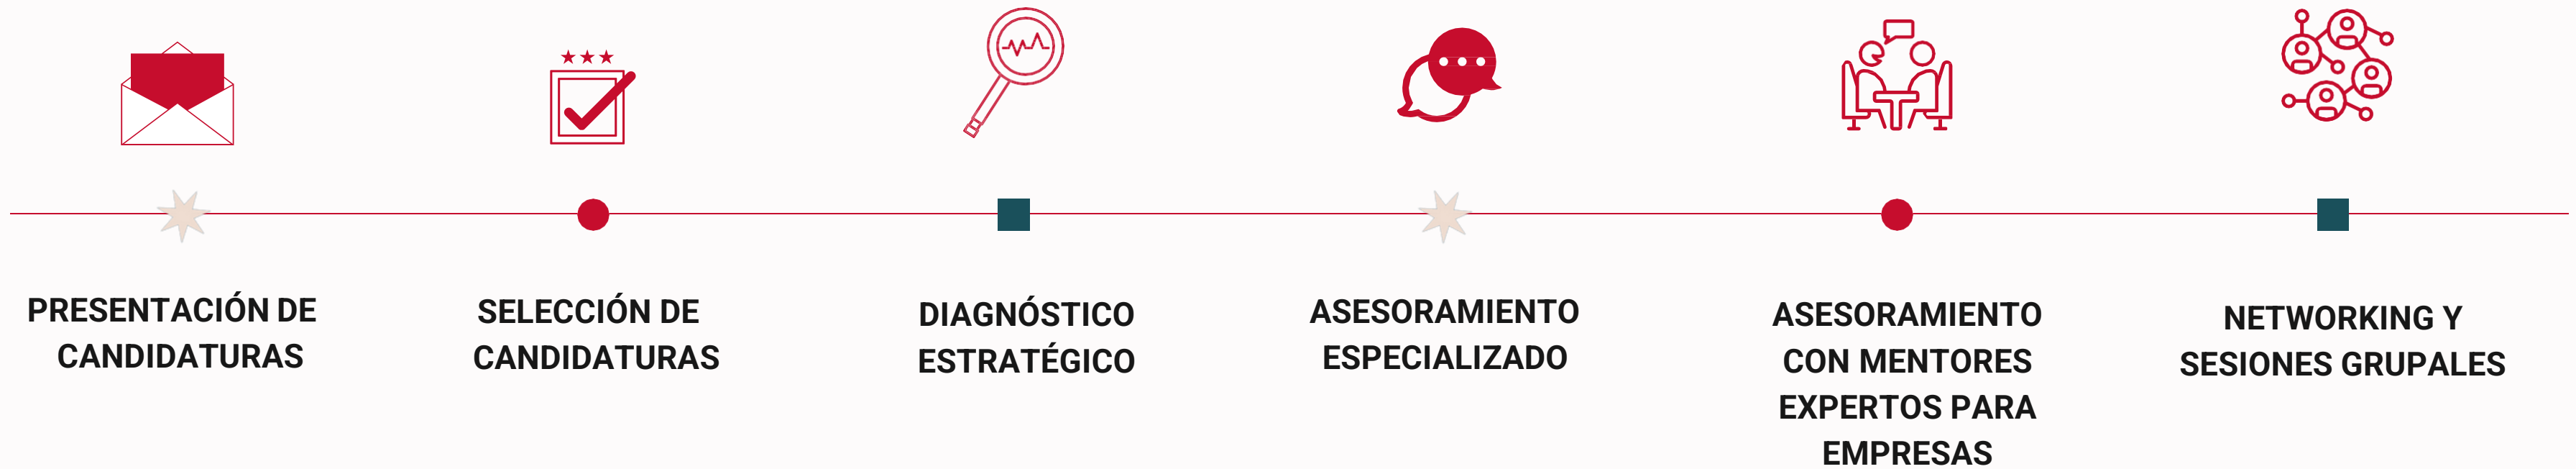 PRESENTACIÓN DE
CANDIDATURAS
SELECCIÓN DE
CANDIDATURAS
DIAGNÓSTICO
ESTRATÉGICO
ASESORAMIENTO
ESPECIALIZADO
ASESORAMIENTO
CON MENTORES
EXPERTOS PARA
EMPRESAS
NETWORKING Y
SESIONES GRUPALES